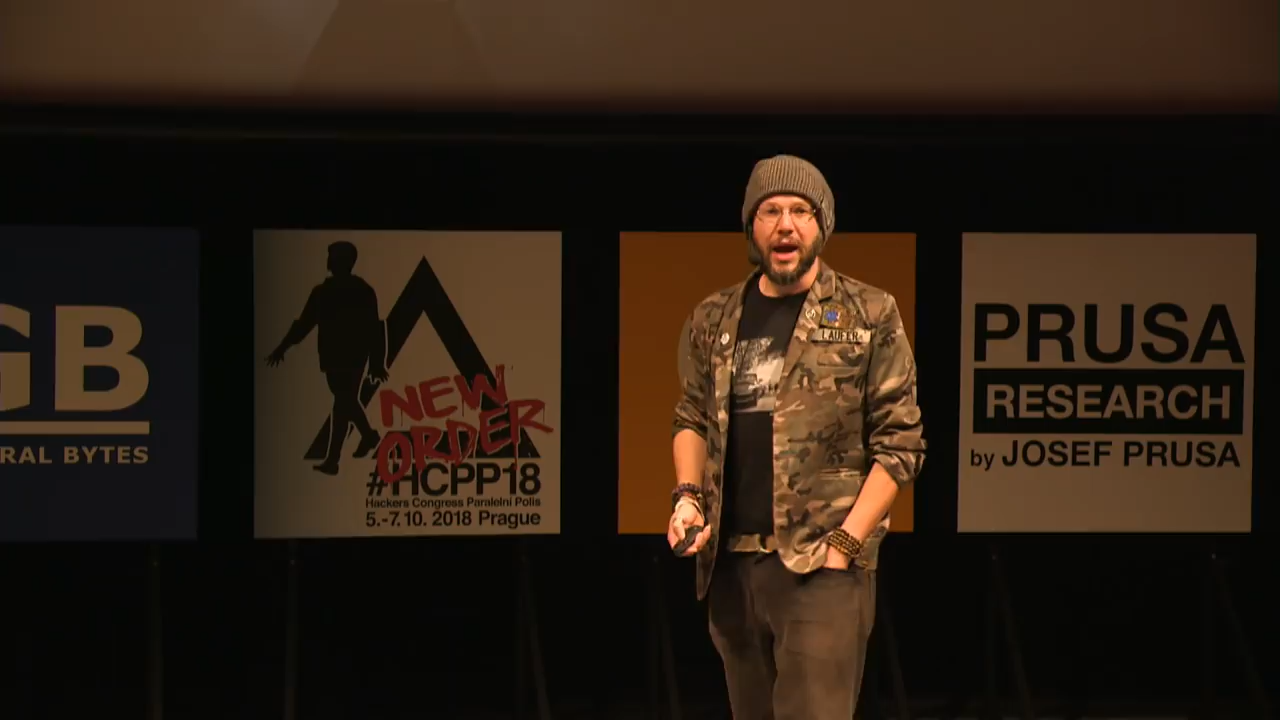 GB
RAL BYTES
NEW
ORDER
#HCPP18
Hackers Congress Paralelní Polis
5.-7.10. 2018 Prague
LAUFER
PRUSA
RESEARCH
by JOSEF PRUSA